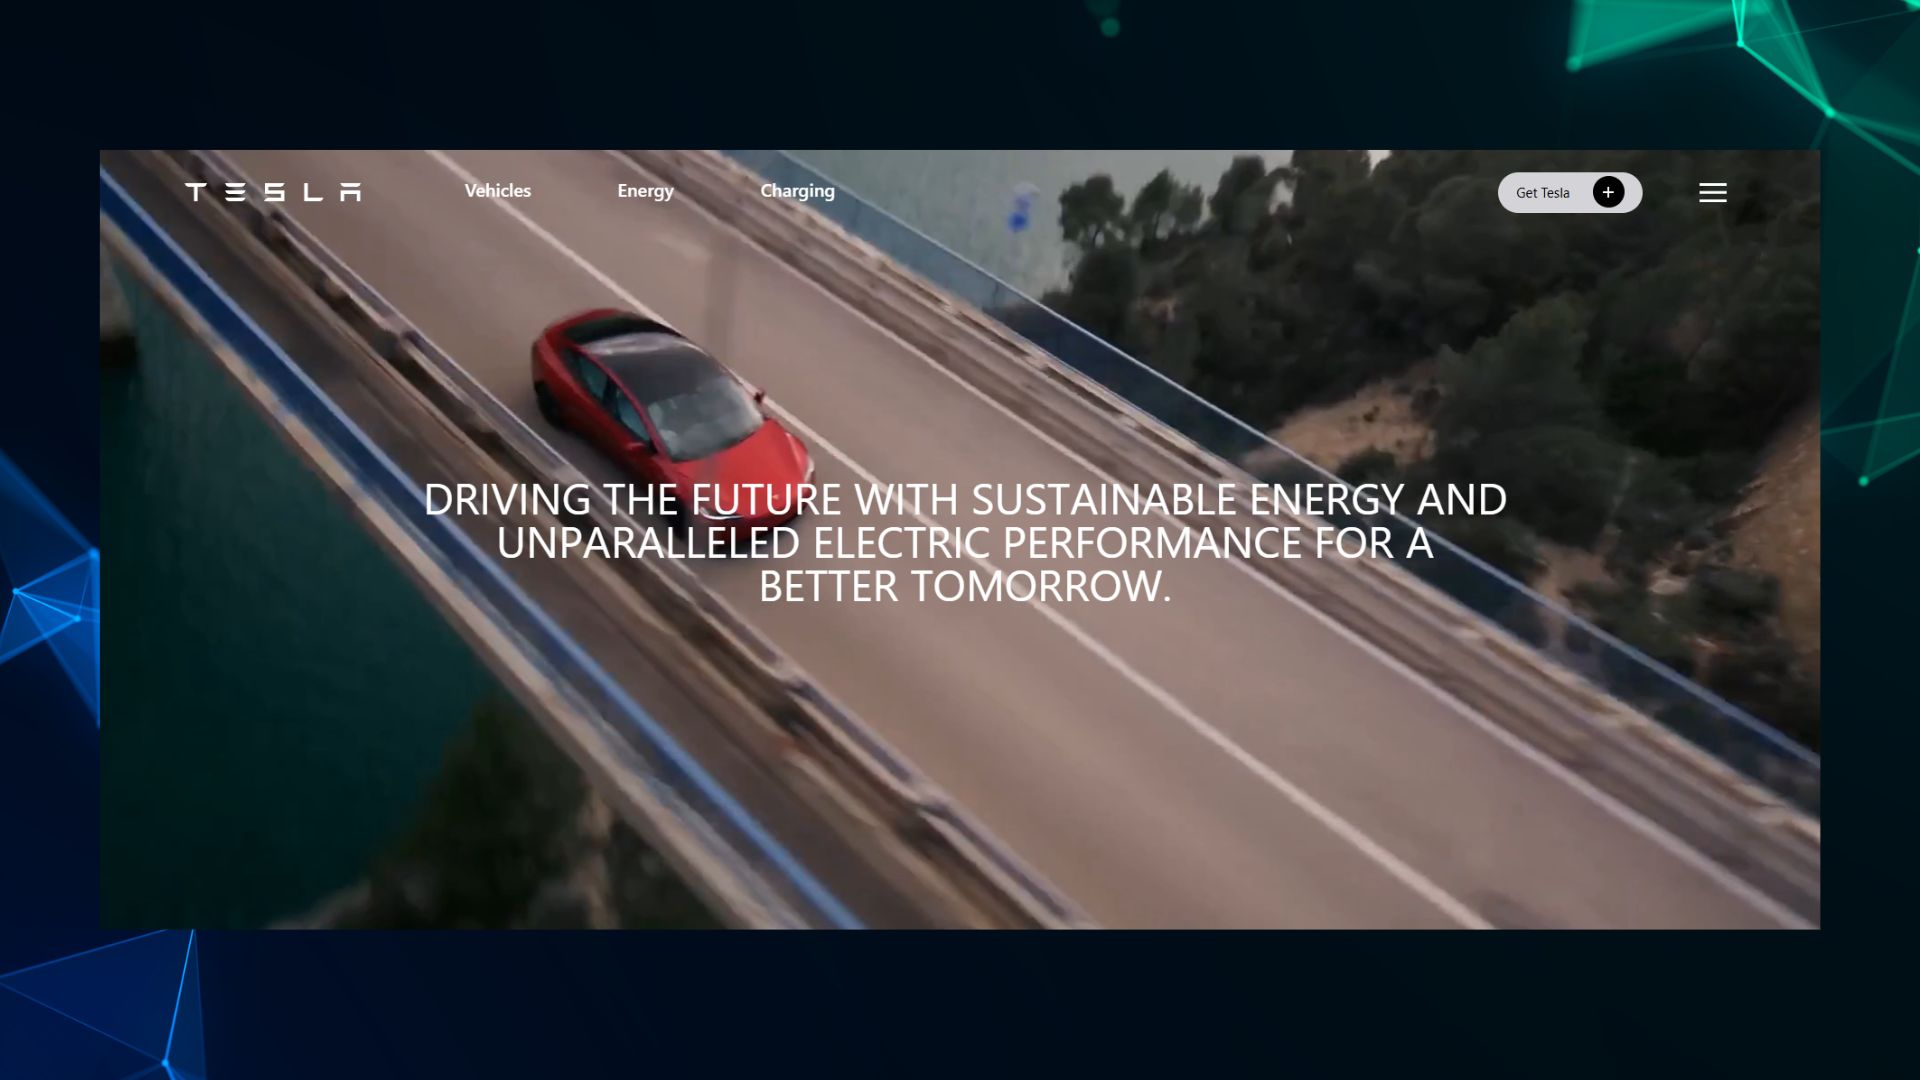 TESLA
Vehicles
Energy
Charging
Get Tesla +
DRIVING THE FUTURE WITH SUSTAINABLE ENERGY AND
UNPARALLELED ELECTRIC PERFORMANCE FOR A
BETTER TOMORROW.